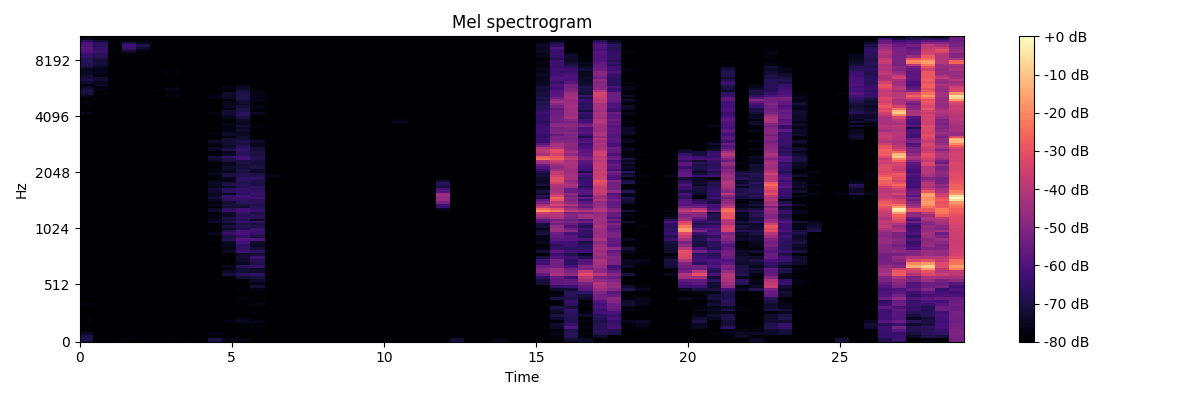 Mel spectrogram
8192
4096
2048
1024
512
0
Hz
0 5 10 15 20 25
Time
+0 dB
-10 dB
-20 dB
-30 dB
-40 dB
-50 dB
-60 dB
-70 dB
-80 dB